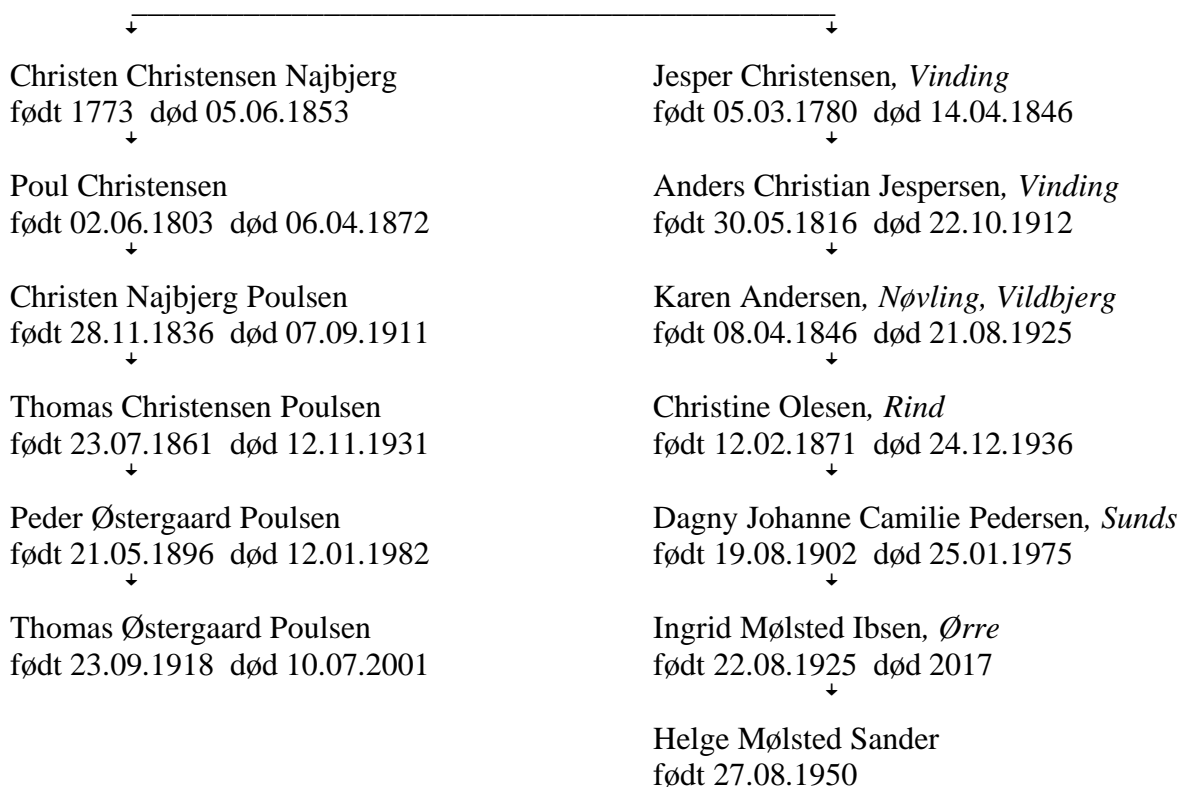 Christen Christensen Najbjerg
født 1773 død 05.06.1853
Poul Christensen
født 02.06.1803 død 06.04.1872
Christen Najbjerg Poulsen
født 28.11.1836 død 07.09.1911
Thomas Christensen Poulsen
født 23.07.1861 død 12.11.1931
Peder Østergaard Poulsen
født 21.05.1896 død 12.01.1982
Thomas Østergaard Poulsen
født 23.09.1918 død 10.07.2001
Jesper Christensen, Vinding
født 05.03.1780 død 14.04.1846
Anders Christian Jespersen, Vinding
født 30.05.1816 død 22.10.1912
Karen Andersen, Nøvling, Vildbjerg
født 08.04.1846 død 21.08.1925
Christine Olesen, Rind
født 12.02.1871 død 24.12.1936
Dagny Johanne Camilie Pedersen, Sunds
født 19.08.1902 død 25.01.1975
Ingrid Mølsted Ibsen, Ørre
født 22.08.1925 død 2017
Helge Mølsted Sander
født 27.08.1950